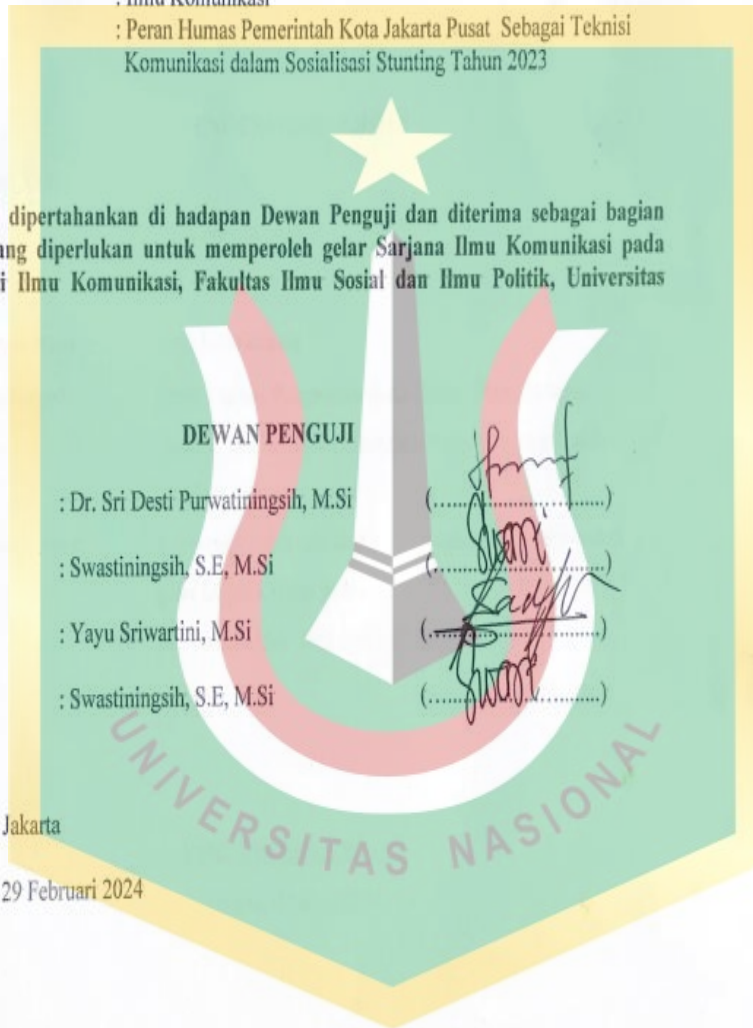 : Ilmu Komunikasi
: Peran Humas Pemerintah Kota Jakarta Pusat Sebagai Teknisi
Komunikasi dalam Sosialisasi Stunting Tahun 2023
dipertahankan di hadapan Dewan Penguji dan diterima sebagai bagian
ang diperlukan untuk memperoleh gelar Sarjana Ilmu Komunikasi pada
i Ilmu Komunikasi, Fakultas Ilmu Sosial dan Ilmu Politik, Universitas
DEWAN PENGUJI
: Dr. Sri Desti Purwatiningsih, M.Si (..............................)
: Swastiningsih, S.E, M.Si (..............................)
: Yayu Sriwartini, M.Si (..............................)
: Swastiningsih, S.E, M.Si (..............................)
UNIVERSITAS NASIONAL
Jakarta
29 Februari 2024